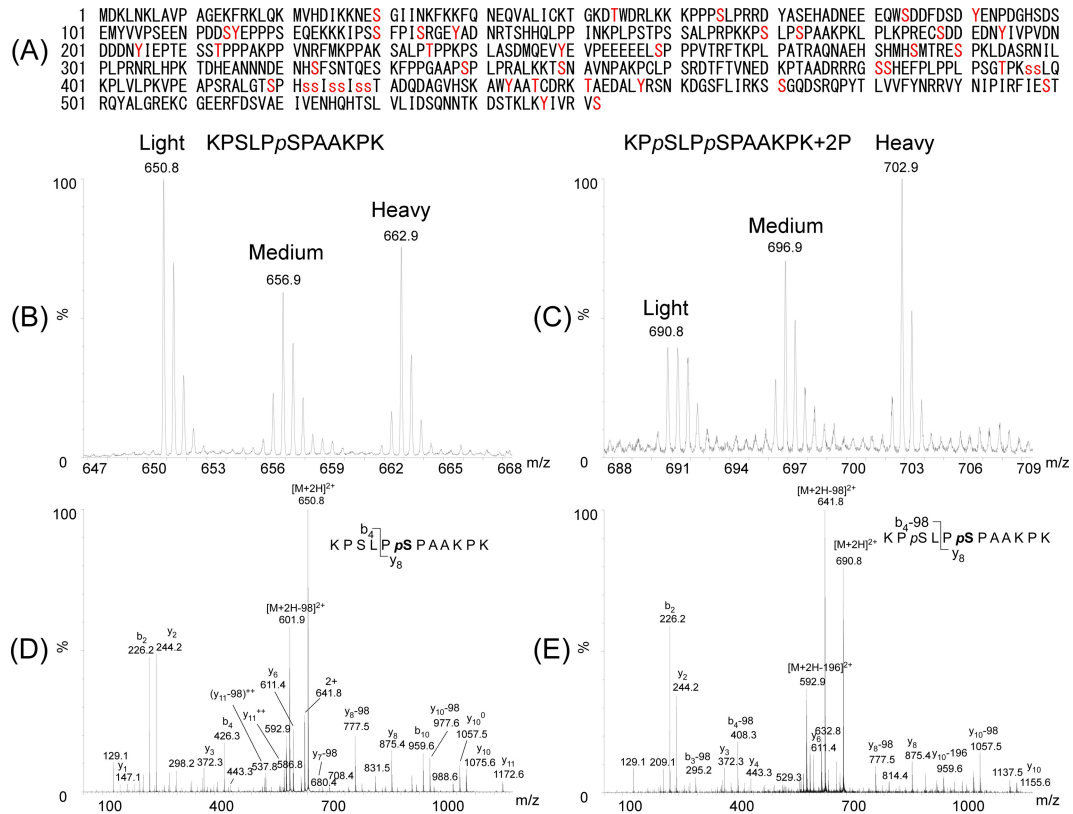 (A)
1 MDKLNKLAVP AGEKFRKLQK MVHDIKKNES GIINKFKKFQ NEQVALICKT GKDTWDRLKK KPPPSLPRRD YASEHADNEE EQWSDDFDSD YENPDGHSDS
101 EMYVVPSEEN PDDSYEPPPS EQEKKKIPSS FPISRGEYAD NRTSHHQLPP INKPLPSTPS SALPRPKKPS LPSPAAKPKL PLKPRECSDD EDNYIVPVDN
201 DDDNYIEPTE SSTPPPAKPP VNRFMKPPAK SALPTPPKTS LASDMQEVYE VPEEEEELSP PPVTRFTKPL PATRAQNAEH SHMHSMTRES PKLDASRNIL
301 PLPRNRLHPK TDHEANNNDE NHSFSNTQES KFPPGAAPSP LPRALKKTSN AVNPAKPCLP SRDTFTVNED KPTAADRRRG SSHEFPLPPL PSGTPKssLQ
401 KPLVLPKVPE APSRALGTSP HssIssIssT ADQDAGVHSK AWYAATCDRK TAEDALYRSN KDGSFLIRKS SGQDSRQPYT LVVFYNRRVY NIPIRFIEST
501 RQYALGREKC GEERFDSVAE IVENHQHTSL VLIDSQNNTK DSTKLKYIVR VS
(B)
Light KPSLPpSPAAKPK
650.8
Medium
656.9
Heavy
662.9
100
%
0
647 650 653 656 659 662 665 668 m/z
(C)
KPpSLPpSPAAKPK+2P Heavy
702.9
Medium
696.9
Light
690.8
100
%
0
688 691 694 697 700 703 706 709 m/z
(D)
[M+2H]2+
650.8
b4
K P S L P pS P A A K P K
y8
[M+2H-98]2+
601.9
b2
226.2
y2
244.2
y6
611.4
2+
641.8
(y11-98)++
537.8
y11++
586.8
592.9
b4
426.3
y8-98
777.5
y10-98
977.6
y10 0
1057.5
y8
875.4
b10
959.6
y10
1075.6
y11
1172.6
129.1
y1
147.1
298.2
y3
372.3
443.3
y7-98
680.4
708.4
831.5
988.6
100
%
0
100 400 700 1000 m/z
(E)
[M+2H-98]2+
641.8
b4-98
K P pS L P pS P A A K P K
y8
[M+2H]2+
690.8
b2
226.2
y2
244.2
[M+2H-196]2+
592.9
b4-98
408.3
632.8
y6
611.4
y8-98
777.5
y8
875.4
y10-98
1057.5
y10-196
959.6
129.1
209.1
b3-98
295.2
y3
372.3
y4
443.3
529.3
814.4
1137.5
1155.6
100
%
0
100 400 700 1000 m/z